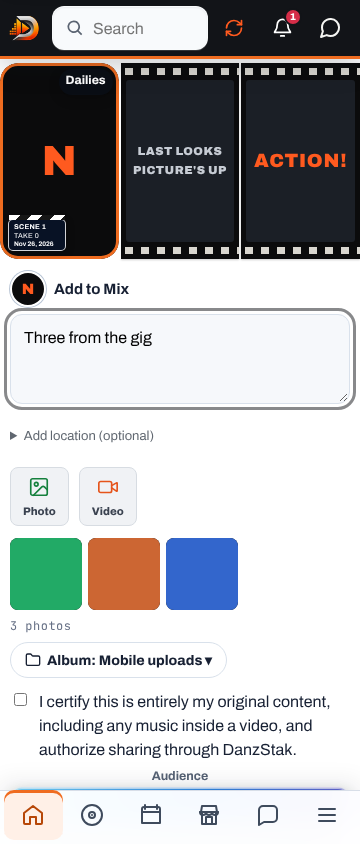 Search
1
Dailies
N
SCENE 1
TAKE 0
Nov 26, 2026
LAST LOOKS
PICTURE'S UP
ACTION!
N
Add to Mix
Three from the gig
Add location (optional)
Photo
Video
3 photos
Album: Mobile uploads ▾
I certify this is entirely my original content,
including any music inside a video, and
authorize sharing through DanzStak.
Audience